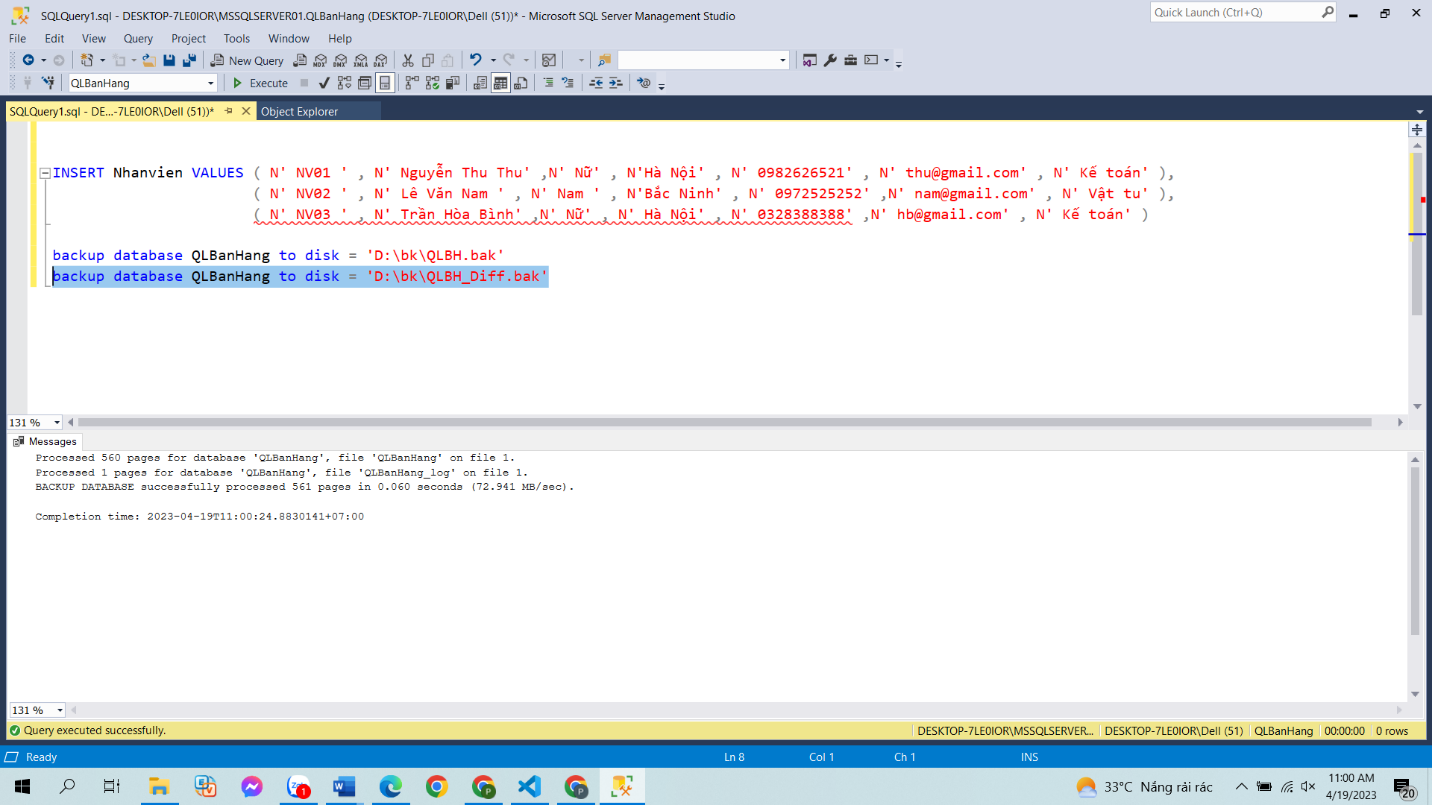 SQLQuery1.sql - DESKTOP-7LE0IOR\MSSQLSERVER01.QLBanHang (DESKTOP-7LE0IOR\Dell (51))* - Microsoft SQL Server Management Studio
Quick Launch (Ctrl+Q)
File Edit View Query Project Tools Window Help
New Query
MDX DMX XMLA DAX
QLBanHang Execute
SQLQuery1.sql - DE...-7LE0IOR\Dell (51))* Object Explorer
INSERT Nhanvien VALUES ( N' NV01 ' , N' Nguyễn Thu Thu' ,N' Nữ' , N'Hà Nội' , N' 0982626521' , N' thu@gmail.com' , N' Kế toán' ),
( N' NV02 ' , N' Lê Văn Nam ' , N' Nam ' , N'Bắc Ninh' , N' 0972525252' ,N' nam@gmail.com' , N' Vật tu' ),
( N' NV03 ' , N' Trần Hòa Bình' ,N' Nữ' , N' Hà Nội' , N' 0328388388' ,N' hb@gmail.com' , N' Kế toán' )
backup database QLBanHang to disk = 'D:\bk\QLBH.bak'
backup database QLBanHang to disk = 'D:\bk\QLBH_Diff.bak'
131 %
Messages
Processed 560 pages for database 'QLBanHang', file 'QLBanHang' on file 1.
Processed 1 pages for database 'QLBanHang', file 'QLBanHang_log' on file 1.
BACKUP DATABASE successfully processed 561 pages in 0.060 seconds (72.941 MB/sec).
Completion time: 2023-04-19T11:00:24.8830141+07:00
131 %
Query executed successfully. DESKTOP-7LE0IOR\MSSQLSERVER... DESKTOP-7LE0IOR\Dell (51) QLBanHang 00:00:00 0 rows
Ready Ln 8 Col 1 Ch 1 INS
33°C Nắng rải rác 11:00 AM
4/19/2023 20